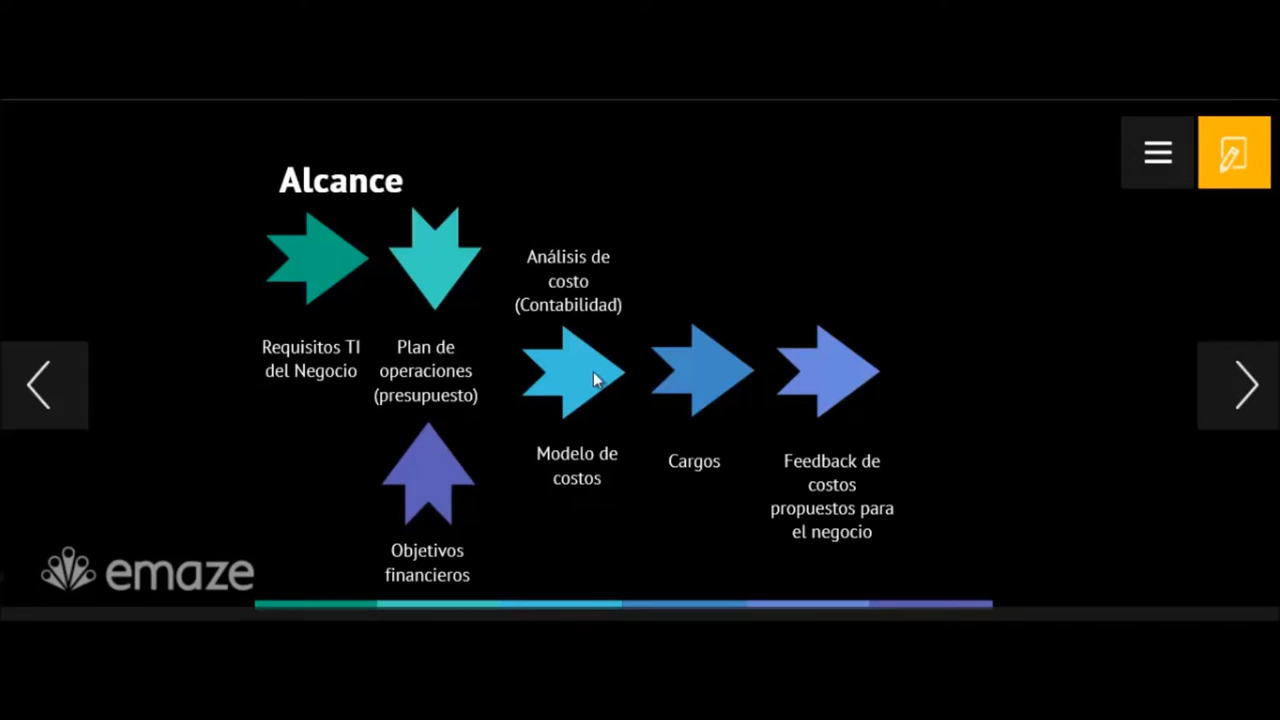 Alcance
Requisitos TI
del Negocio
Plan de
operaciones
(presupuesto)
Objetivos
financieros
Análisis de
costo
(Contabilidad)
Modelo de
costos
Cargos
Feedback de
costos
propuestos para
el negocio
emaze